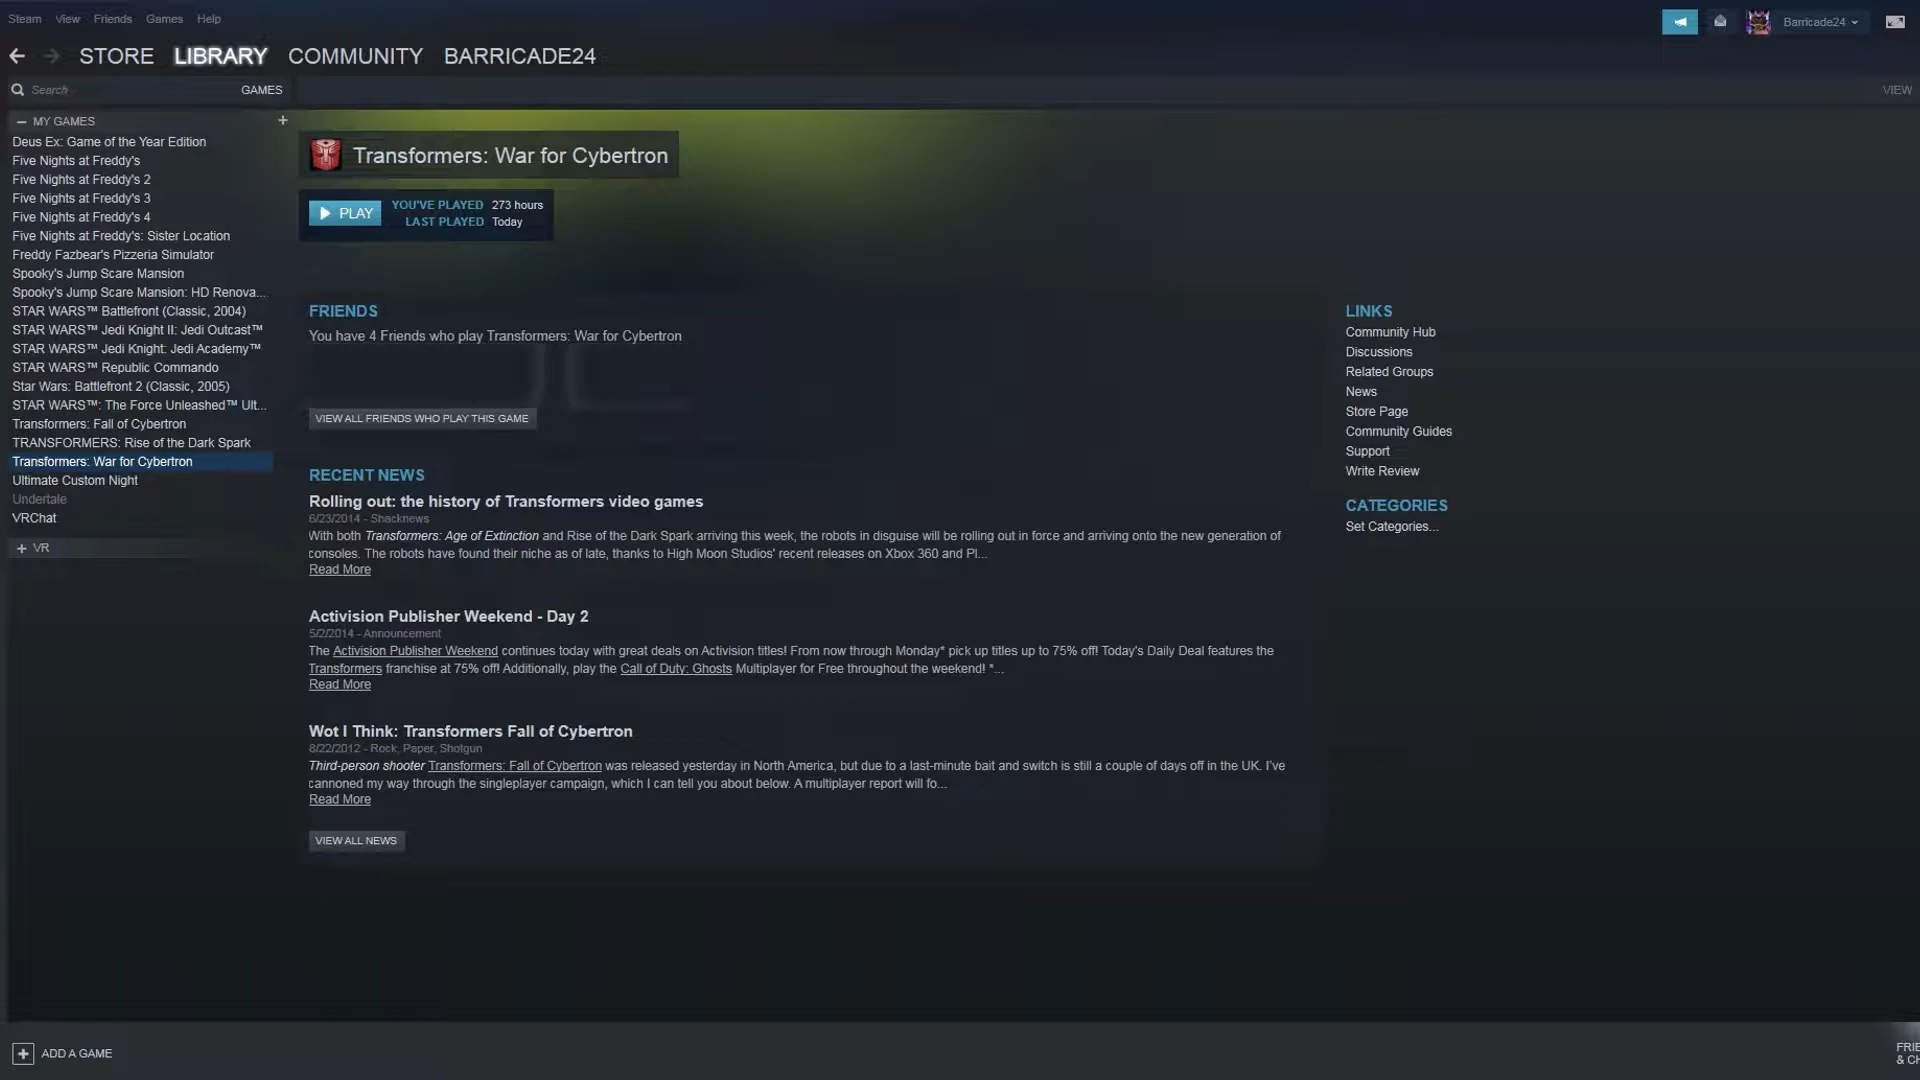 Steam View Friends Games Help
Barricade24
STORE LIBRARY COMMUNITY BARRICADE24
Search GAMES
VIEW
MY GAMES
Deus Ex: Game of the Year Edition
Five Nights at Freddy's
Five Nights at Freddy's 2
Five Nights at Freddy's 3
Five Nights at Freddy's 4
Five Nights at Freddy's: Sister Location
Freddy Fazbear's Pizzeria Simulator
Spooky's Jump Scare Mansion
Spooky's Jump Scare Mansion: HD Renova...
STAR WARS™ Battlefront (Classic, 2004)
STAR WARS™ Jedi Knight II: Jedi Outcast™
STAR WARS™ Jedi Knight: Jedi Academy™
STAR WARS™ Republic Commando
Star Wars: Battlefront 2 (Classic, 2005)
STAR WARS™: The Force Unleashed™ Ult...
Transformers: Fall of Cybertron
TRANSFORMERS: Rise of the Dark Spark
Transformers: War for Cybertron
Ultimate Custom Night
Undertale
VRChat
VR
Transformers: War for Cybertron
PLAY
YOU'VE PLAYED 273 hours
LAST PLAYED Today
FRIENDS
You have 4 Friends who play Transformers: War for Cybertron
VIEW ALL FRIENDS WHO PLAY THIS GAME
RECENT NEWS
Rolling out: the history of Transformers video games
6/23/2014 - Shacknews
With both Transformers: Age of Extinction and Rise of the Dark Spark arriving this week, the robots in disguise will be rolling out in force and arriving onto the new generation of
consoles. The robots have found their niche as of late, thanks to High Moon Studios' recent releases on Xbox 360 and Pl...
Read More
Activision Publisher Weekend - Day 2
5/2/2014 - Announcement
The Activision Publisher Weekend continues today with great deals on Activision titles! From now through Monday* pick up titles up to 75% off! Today's Daily Deal features the
Transformers franchise at 75% off! Additionally, play the Call of Duty: Ghosts Multiplayer for Free throughout the weekend! *...
Read More
Wot I Think: Transformers Fall of Cybertron
8/22/2012 - Rock, Paper, Shotgun
Third-person shooter Transformers: Fall of Cybertron was released yesterday in North America, but due to a last-minute bait and switch is still a couple of days off in the UK. I've
cannoned my way through the singleplayer campaign, which I can tell you about below. A multiplayer report will fo...
Read More
VIEW ALL NEWS
LINKS
Community Hub
Discussions
Related Groups
News
Store Page
Community Guides
Support
Write Review
CATEGORIES
Set Categories...
ADD A GAME
FRIE
& CH